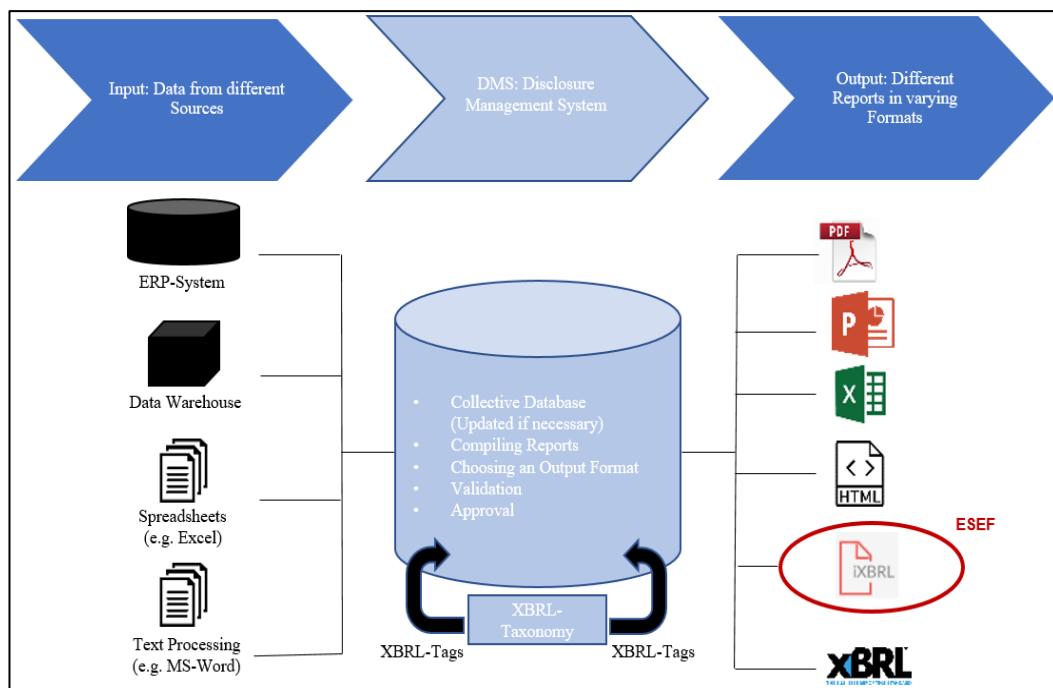 Input: Data from different
Sources
DMS: Disclosure
Management System
Output: Different
Reports in varying
Formats
ERP-System
Data Warehouse
Spreadsheets
(e.g. Excel)
Text Processing
(e.g. MS-Word)
• Collective Database
(Updated if necessary)
• Compiling Reports
• Choosing an Output Format
• Validation
• Approval
XBRL-
Taxonomy
XBRL-Tags
XBRL-Tags
PDF
P
X
HTML
ESEF
iXBRL
XBRL